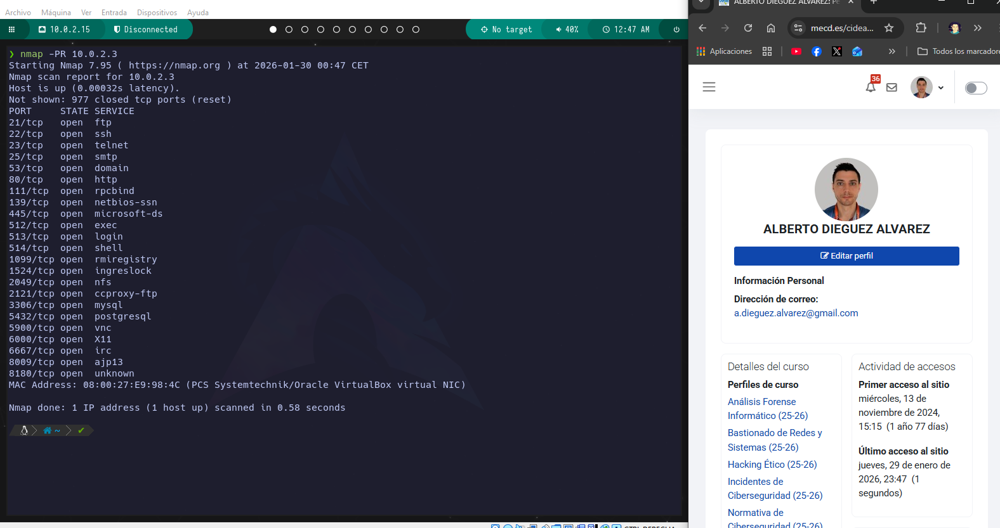 Archivo Máquina Ver Entrada Dispositivos Ayuda
10.0.2.15 Disconnected No target 40% 12:47 AM
❯ nmap -PR 10.0.2.3
Starting Nmap 7.95 ( https://nmap.org ) at 2026-01-30 00:47 CET
Nmap scan report for 10.0.2.3
Host is up (0.00032s latency).
Not shown: 977 closed tcp ports (reset)
PORT STATE SERVICE
21/tcp open ftp
22/tcp open ssh
23/tcp open telnet
25/tcp open smtp
53/tcp open domain
80/tcp open http
111/tcp open rpcbind
139/tcp open netbios-ssn
445/tcp open microsoft-ds
512/tcp open exec
513/tcp open login
514/tcp open shell
1099/tcp open rmiregistry
1524/tcp open ingreslock
2049/tcp open nfs
2121/tcp open ccproxy-ftp
3306/tcp open mysql
5432/tcp open postgresql
5900/tcp open vnc
6000/tcp open X11
6667/tcp open irc
8009/tcp open ajp13
8180/tcp open unknown
MAC Address: 08:00:27:E9:98:4C (PCS Systemtechnik/Oracle VirtualBox virtual NIC)
Nmap done: 1 IP address (1 host up) scanned in 0.58 seconds
~
CTRL DERECHA
ALBERTO DIEGUEZ ALVAREZ: Pe
mecd.es/cidea...
Aplicaciones Todos los marcadore
36
ALBERTO DIEGUEZ ALVAREZ
Editar perfil
Información Personal
Dirección de correo:
a.dieguez.alvarez@gmail.com
Detalles del curso
Perfiles de curso
Análisis Forense
Informático (25-26)
Bastionado de Redes y
Sistemas (25-26)
Hacking Ético (25-26)
Incidentes de
Ciberseguridad (25-26)
Normativa de
Ciberseguridad (25-26)
Actividad de accesos
Primer acceso al sitio
miércoles, 13 de
noviembre de 2024,
15:15 (1 año 77 días)
Último acceso al sitio
jueves, 29 de enero de
2026, 23:47 (1
segundos)